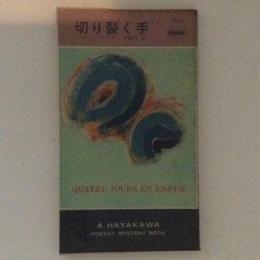 切り裂く手
QUATRE JOURS EN ENFER
A HAYAKAWA
POCKET MYSTERY BOOK